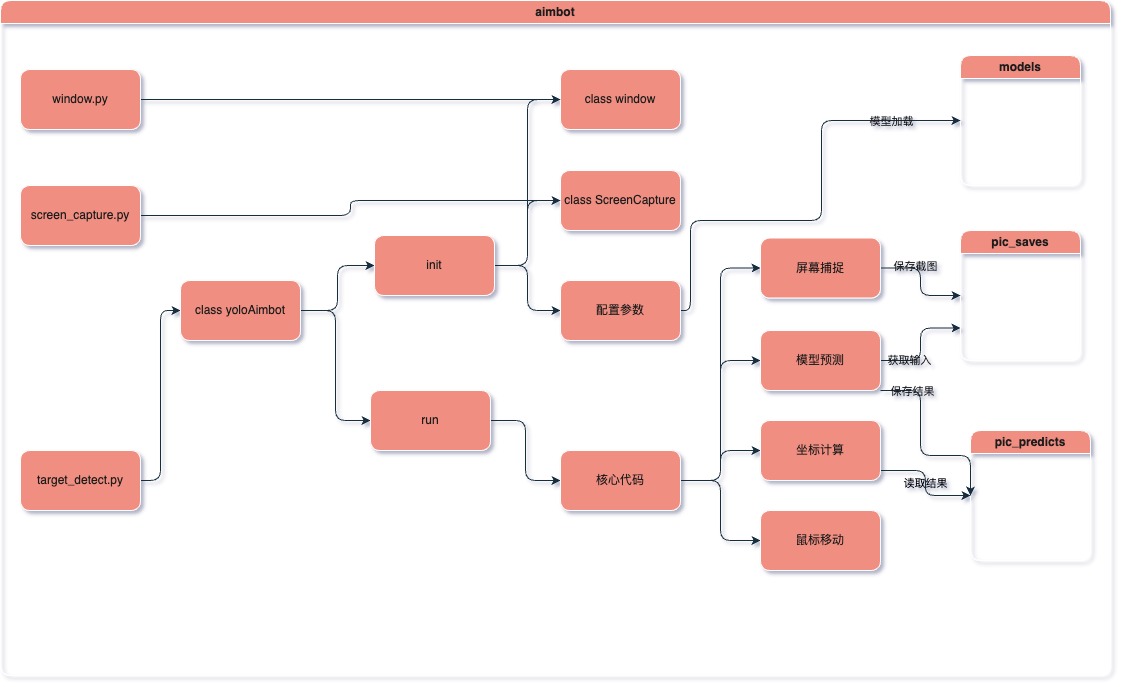 aimbot
window.py
class window
models
模型加载
screen_capture.py
class ScreenCapture
init
pic_saves
屏幕捕捉
保存截图
class yoloAimbot
配置参数
模型预测
获取输入
保存结果
run
pic_predicts
坐标计算
target_detect.py
核心代码
读取结果
鼠标移动